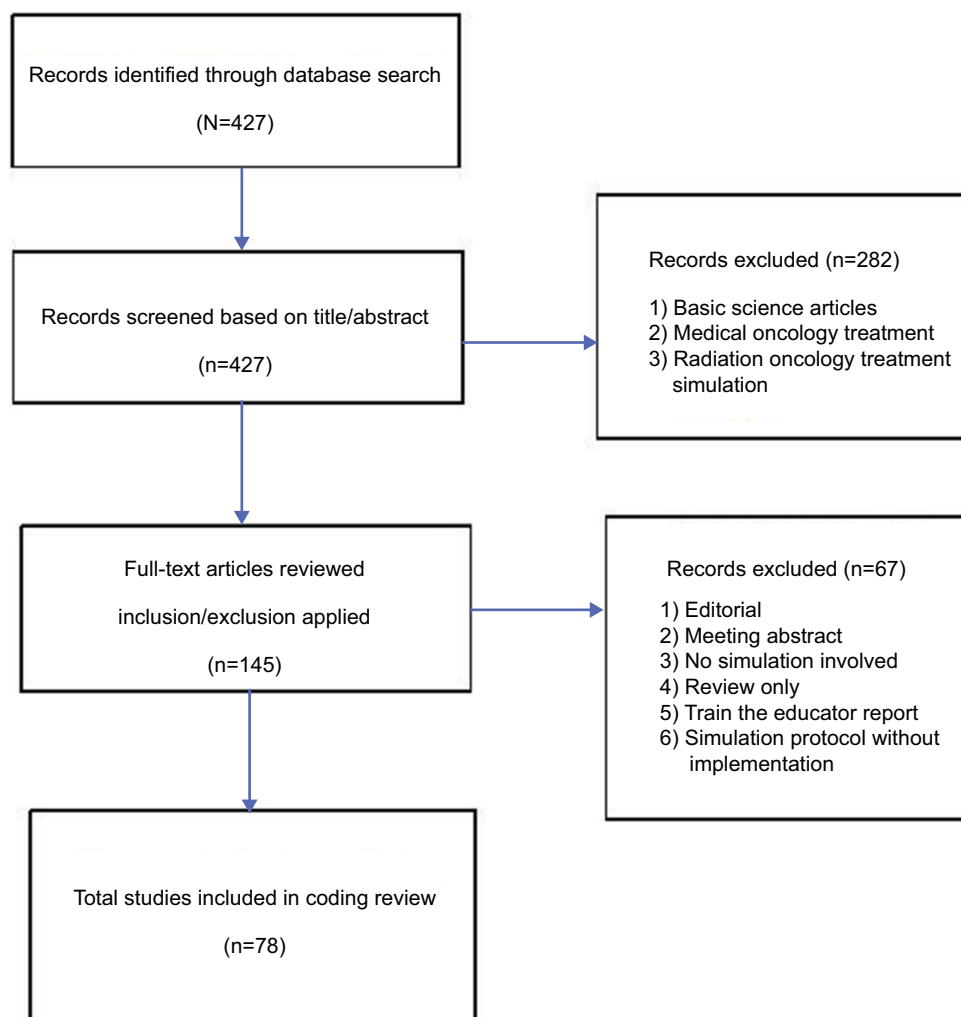 Records identified through database search
(N=427)
Records screened based on title/abstract
(n=427)
Records excluded (n=282)
1) Basic science articles
2) Medical oncology treatment
3) Radiation oncology treatment
simulation
Full-text articles reviewed
inclusion/exclusion applied
(n=145)
Records excluded (n=67)
1) Editorial
2) Meeting abstract
3) No simulation involved
4) Review only
5) Train the educator report
6) Simulation protocol without
implementation
Total studies included in coding review
(n=78)